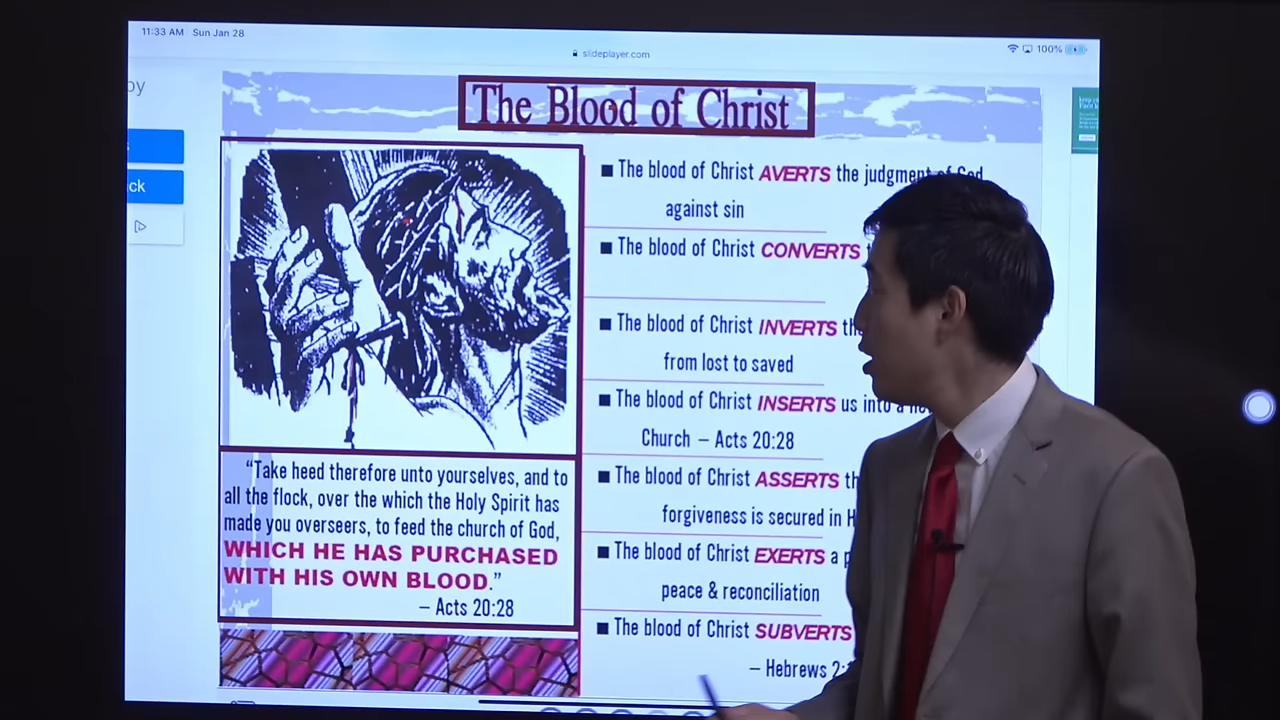 11:33 AM Sun Jan 28
slideplayer.com
100%
by
ck
The Blood of Christ
■ The blood of Christ AVERTS the judgment of God
against sin
■ The blood of Christ CONVERTS
■ The blood of Christ INVERTS
from lost to saved
■ The blood of Christ INSERTS us into a
Church – Acts 20:28
■ The blood of Christ ASSERTS
forgiveness is secured in
■ The blood of Christ EXERTS a
peace & reconciliation
■ The blood of Christ SUBVERTS
– Hebrews 2:
“Take heed therefore unto yourselves, and to
all the flock, over the which the Holy Spirit has
made you overseers, to feed the church of God,
WHICH HE HAS PURCHASED
WITH HIS OWN BLOOD.”
– Acts 20:28